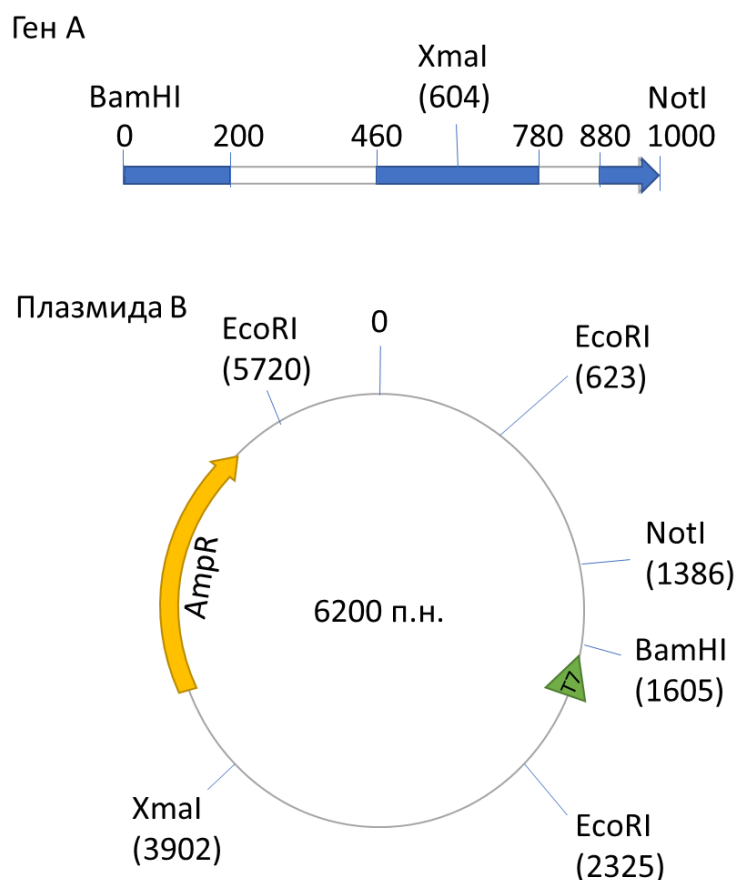 Ген А
XmaI
(604)
BamHI
NotI
0 200 460 780 880 1000
Плазмида В
0
EcoRI
(5720)
EcoRI
(623)
NotI
(1386)
AmpR
6200 п.н.
BamHI
(1605)
T7
XmaI
(3902)
EcoRI
(2325)